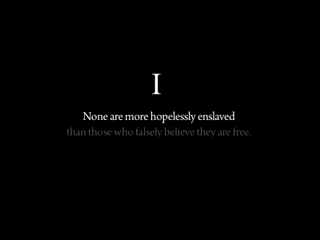 I
None are more hopelessly enslaved
than those who falsely believe they are free.